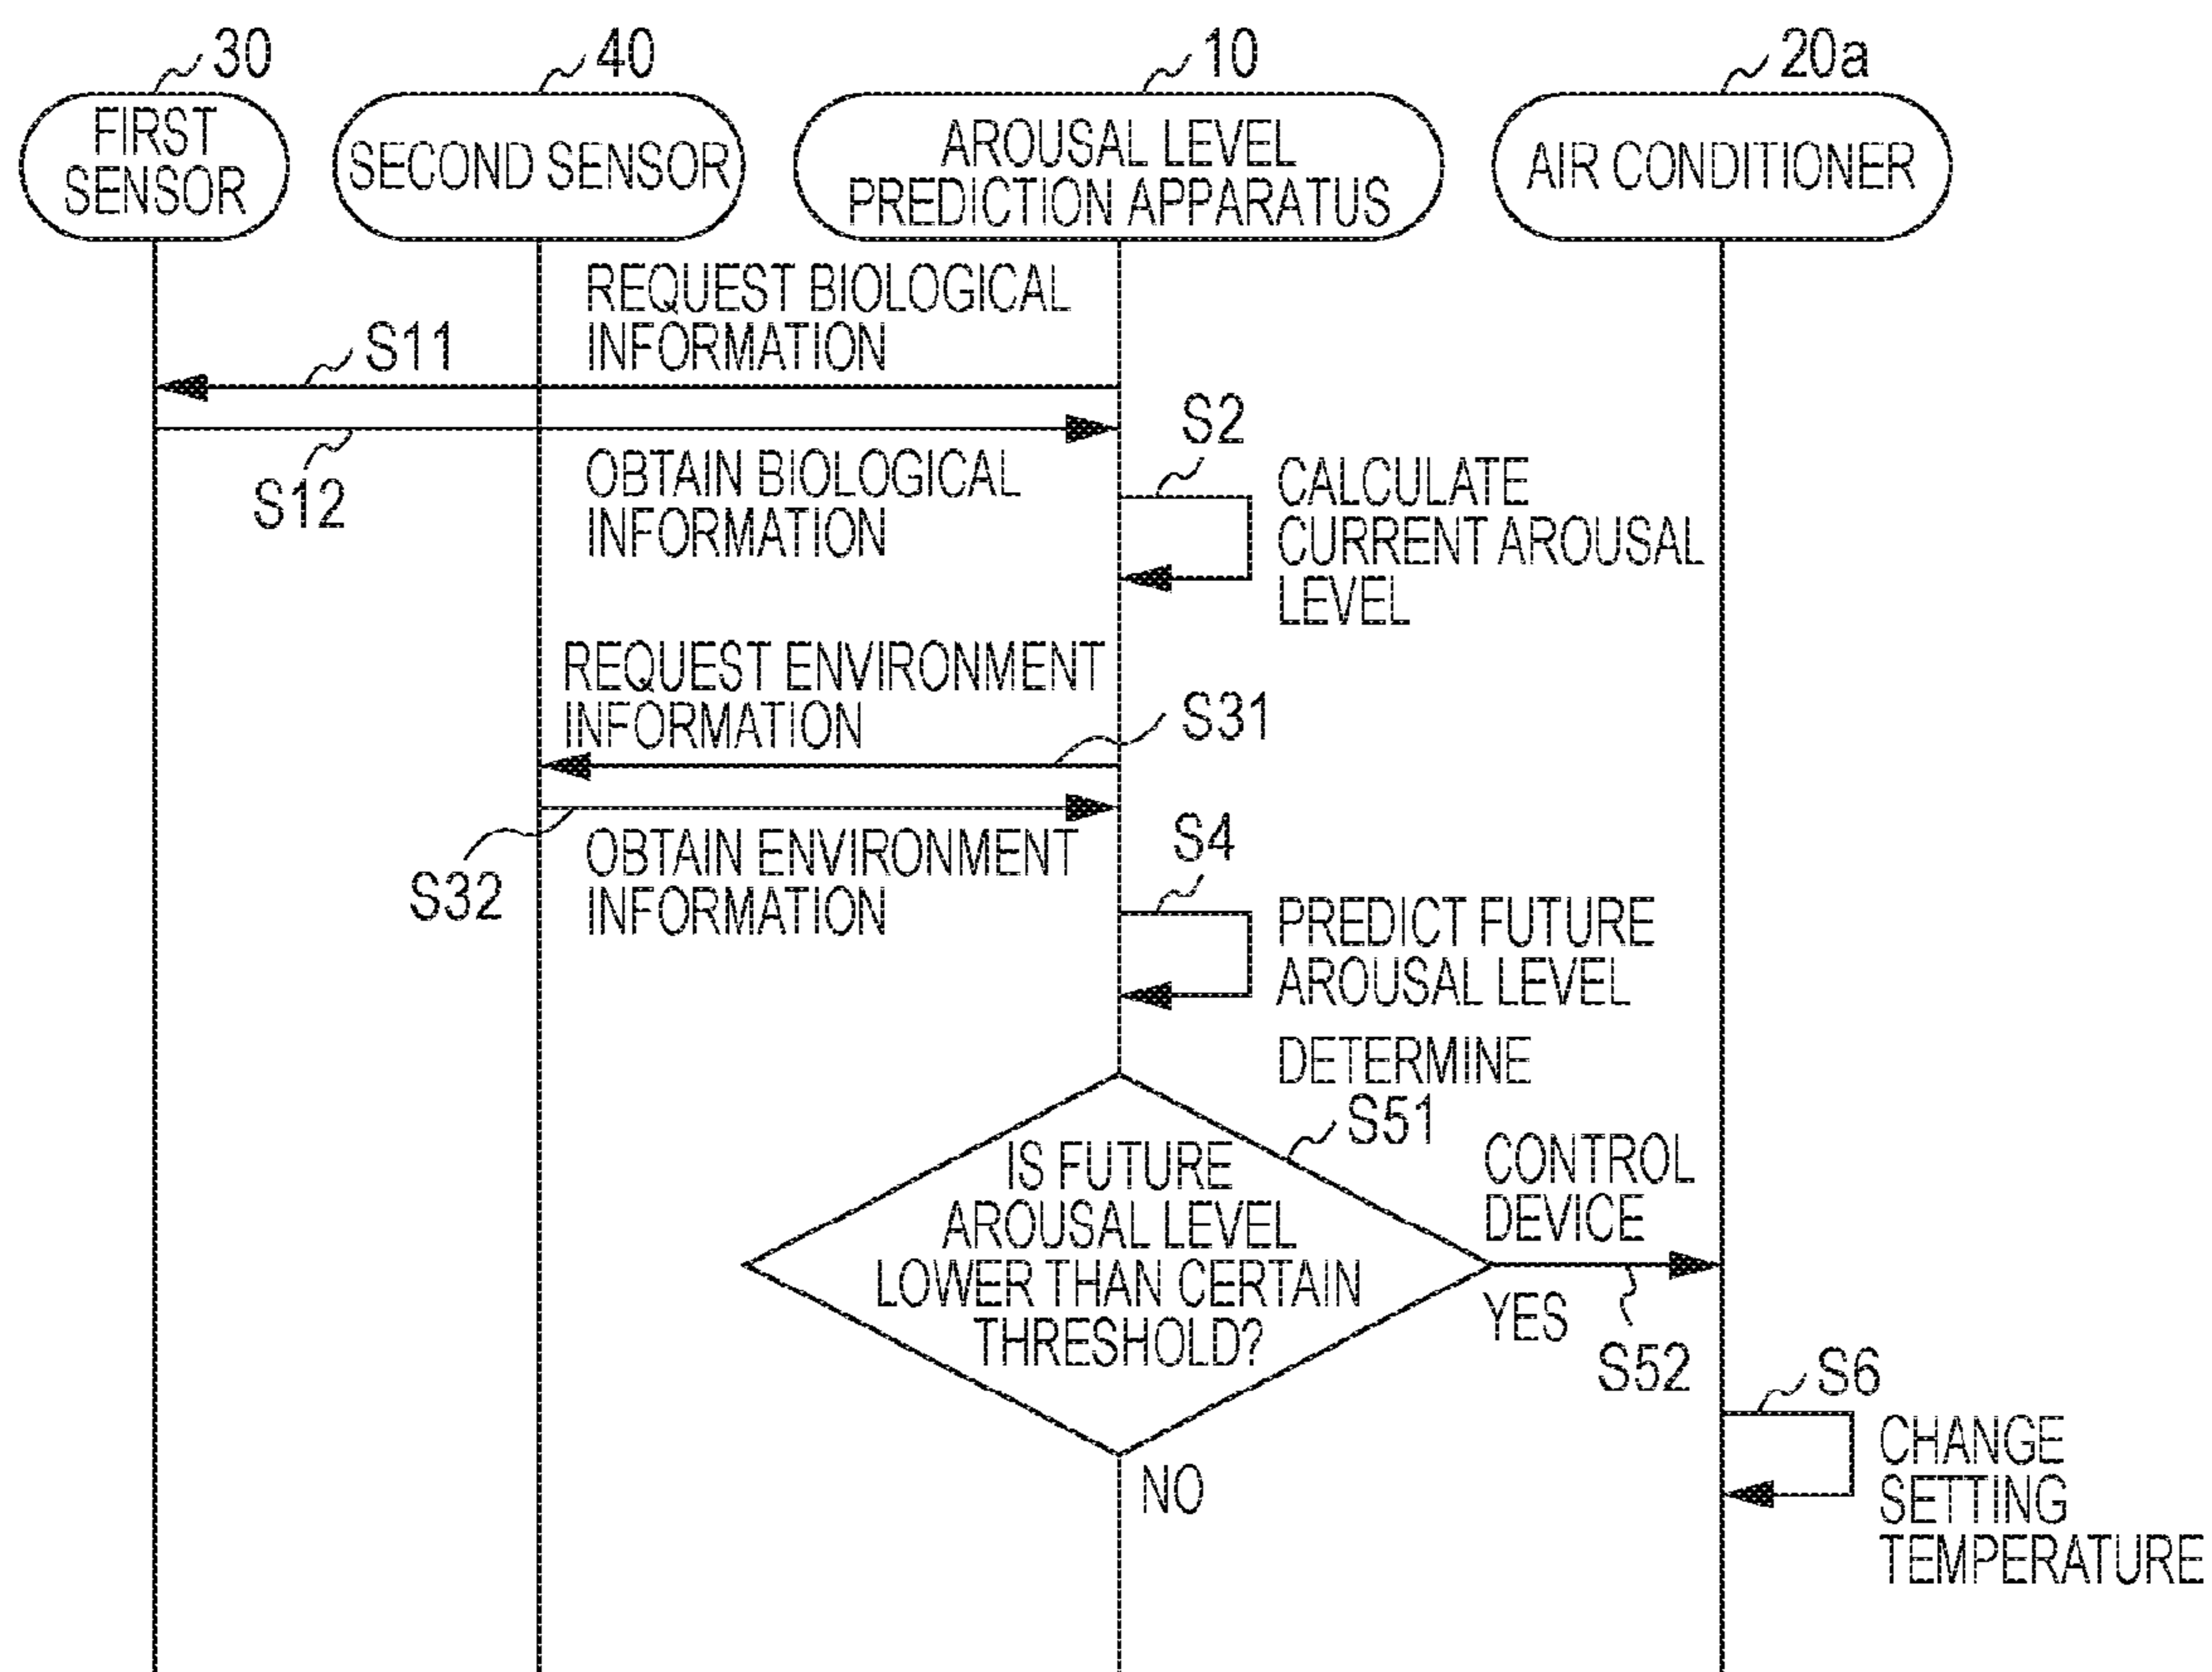 30
40
10
20a
FIRST
SENSOR
SECOND SENSOR
AROUSAL LEVEL
PREDICTION APPARATUS
AIR CONDITIONER
REQUEST BIOLOGICAL
INFORMATION
S11
S12
OBTAIN BIOLOGICAL
INFORMATION
S2
CALCULATE
CURRENT AROUSAL
LEVEL
REQUEST ENVIRONMENT
INFORMATION
S31
S32
OBTAIN ENVIRONMENT
INFORMATION
S4
PREDICT FUTURE
AROUSAL LEVEL
DETERMINE
S51
IS FUTURE
AROUSAL LEVEL
LOWER THAN CERTAIN
THRESHOLD?
CONTROL
DEVICE
YES
S52
NO
S6
CHANGE
SETTING
TEMPERATURE